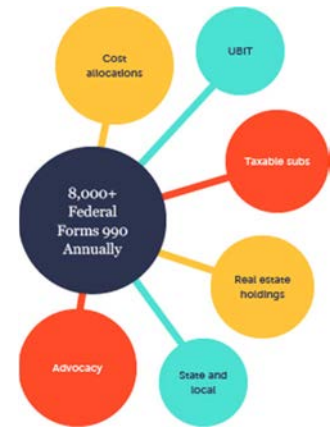 Cost
allocations
UBIT
Taxable subs
8,000+
Federal
Forms 990
Annually
Real estate
holdings
Advocacy
State and
local